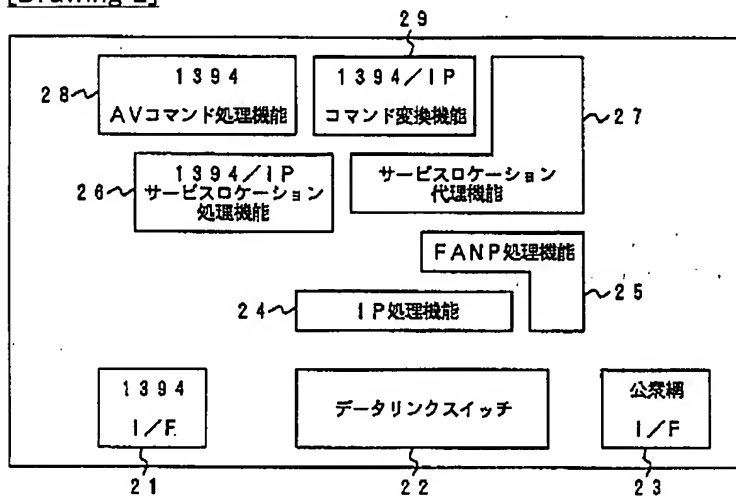 [Drawing 2]
29
1394
AVコマンド処理機能
28
1394/IP
コマンド変換機能
27
1394/IP
サービスロケーション
処理機能
26
サービスロケーション
代理機能
FANP処理機能
25
24
IP処理機能
1394
I/F
データリンクスイッチ
公衆網
I/F
21
22
23